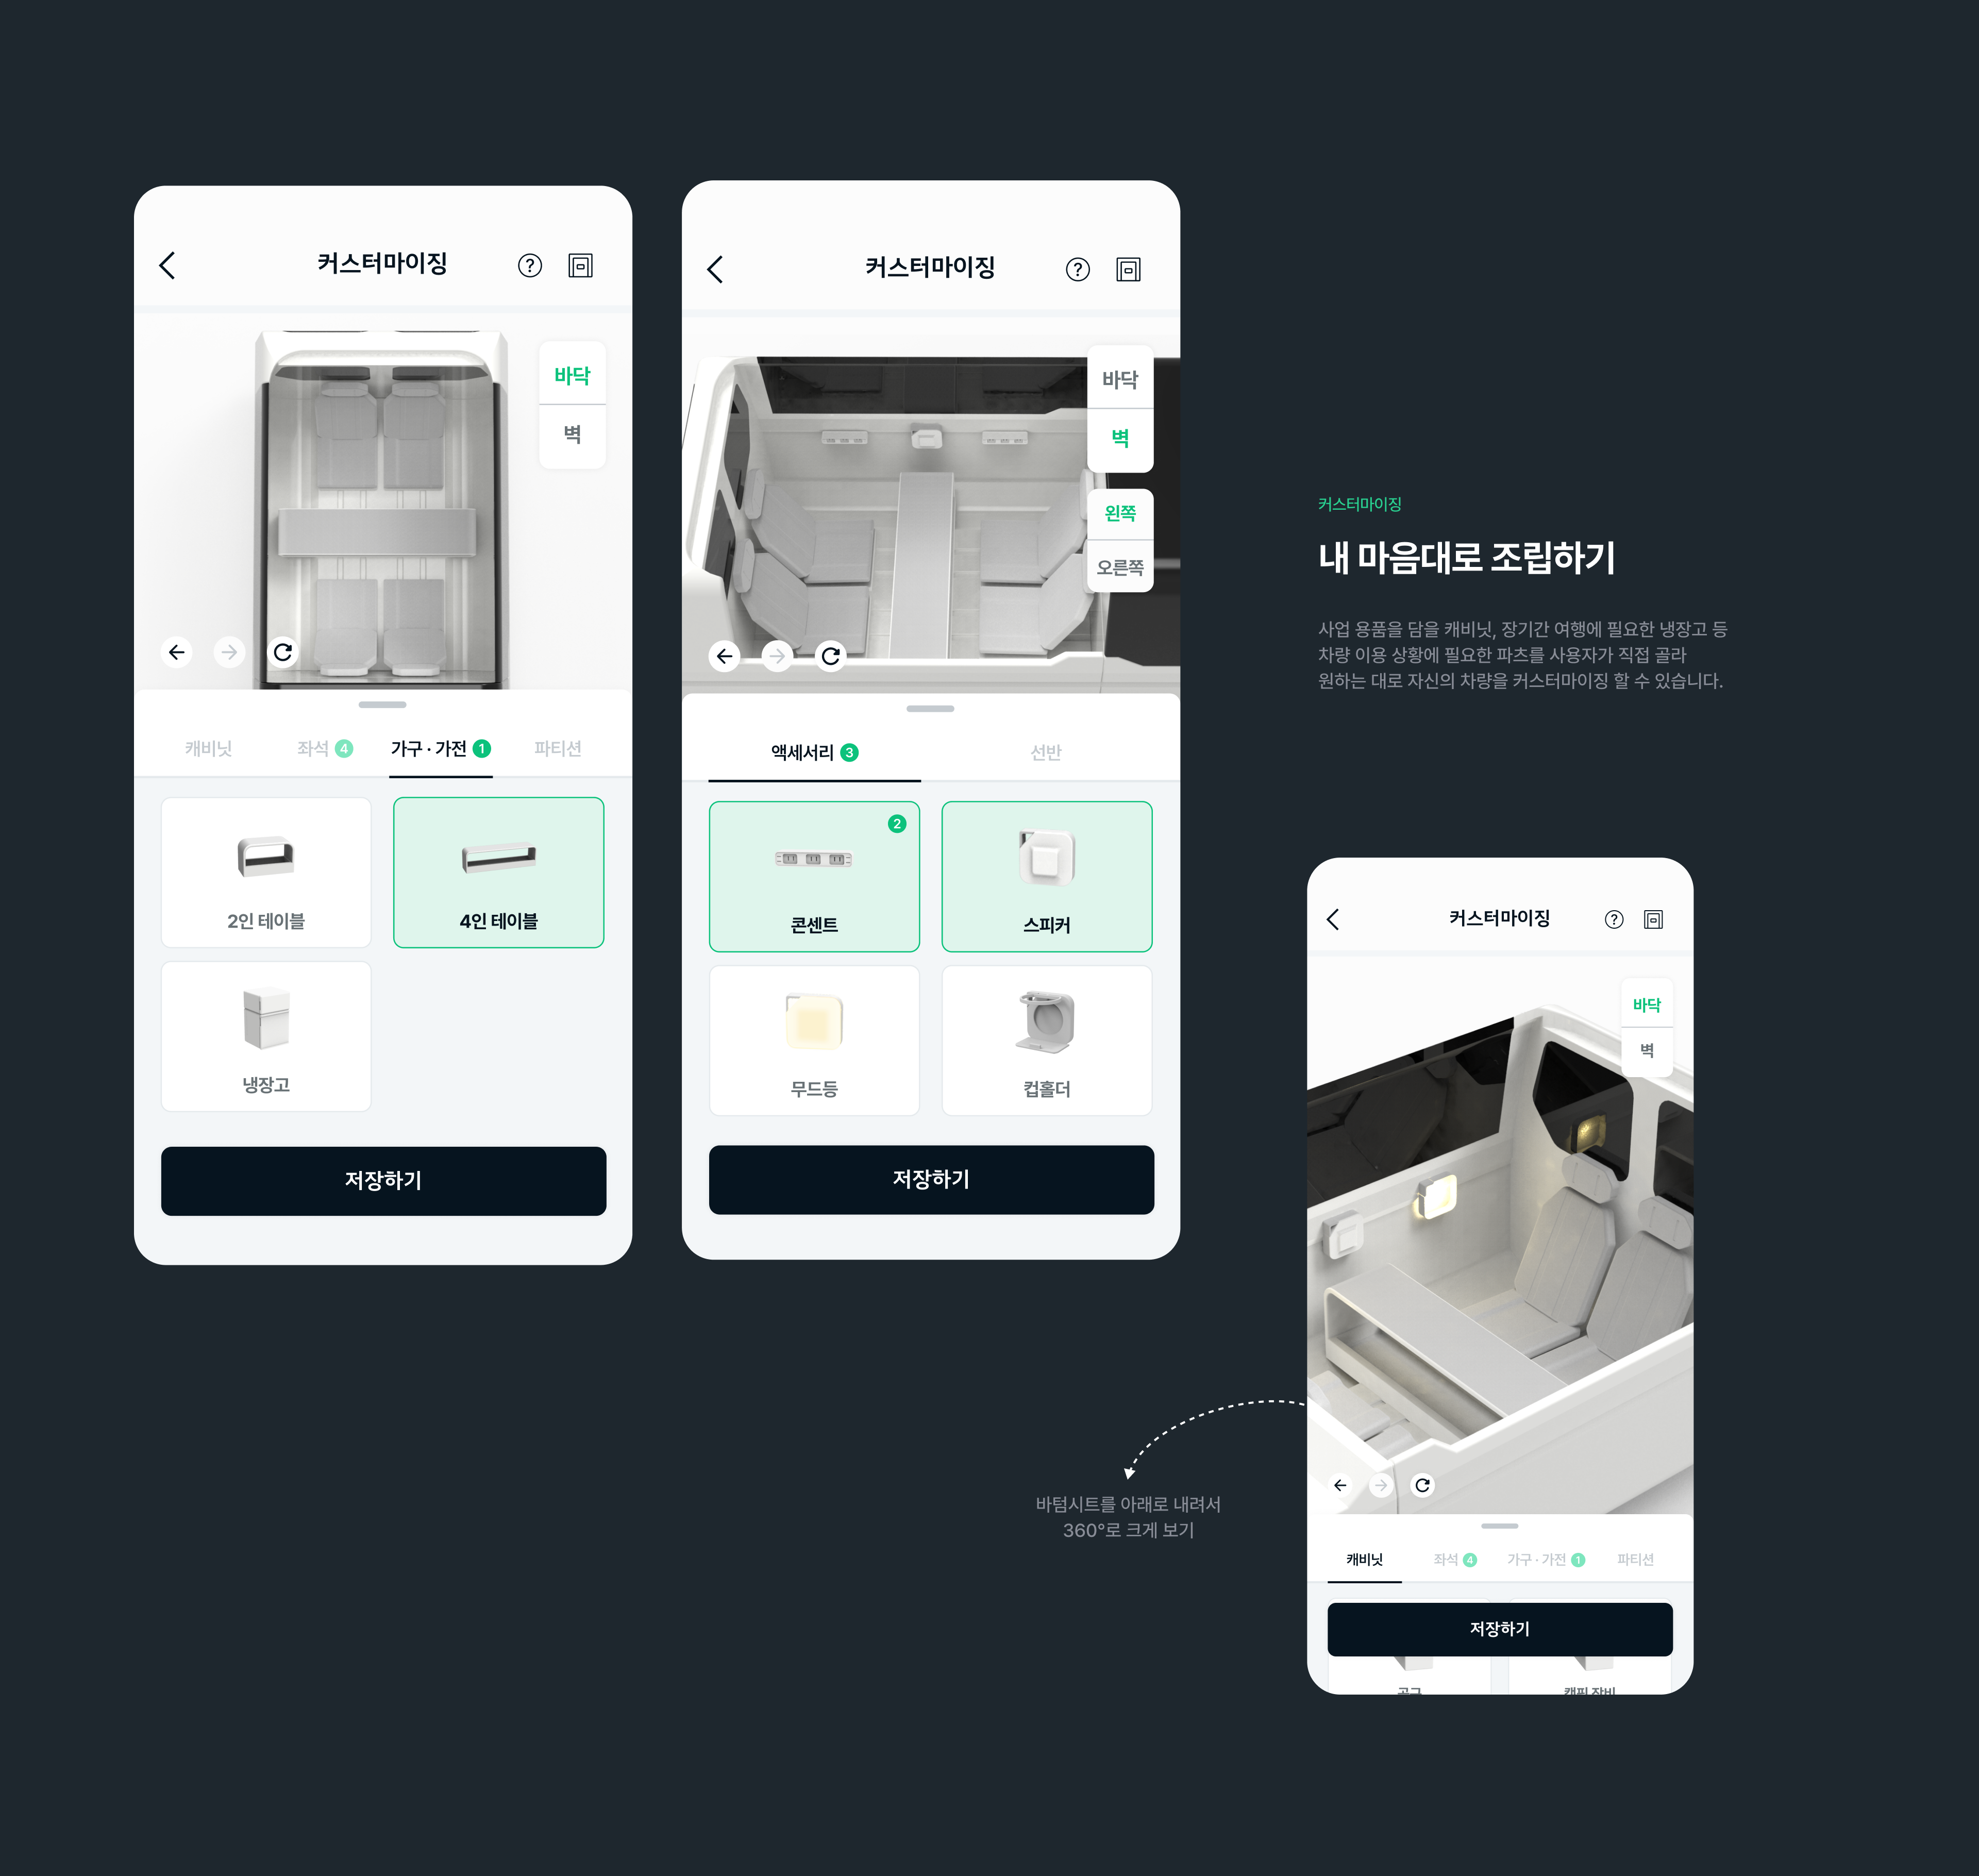 커스터마이징
바닥
벽
캐비닛
좌석 4
가구 · 가전 1
파티션
2인 테이블
4인 테이블
냉장고
저장하기
커스터마이징
바닥
벽
왼쪽
오른쪽
액세서리 3
선반
2
콘센트
스피커
무드등
컵홀더
저장하기
커스터마이징
내 마음대로 조립하기
사업 용품을 담을 캐비닛, 장기간 여행에 필요한 냉장고 등
차량 이용 상황에 필요한 파츠를 사용자가 직접 골라
원하는 대로 자신의 차량을 커스터마이징 할 수 있습니다.
커스터마이징
바닥
벽
캐비닛
좌석 4
가구 · 가전 1
파티션
저장하기
바텀시트를 아래로 내려서
360°로 크게 보기